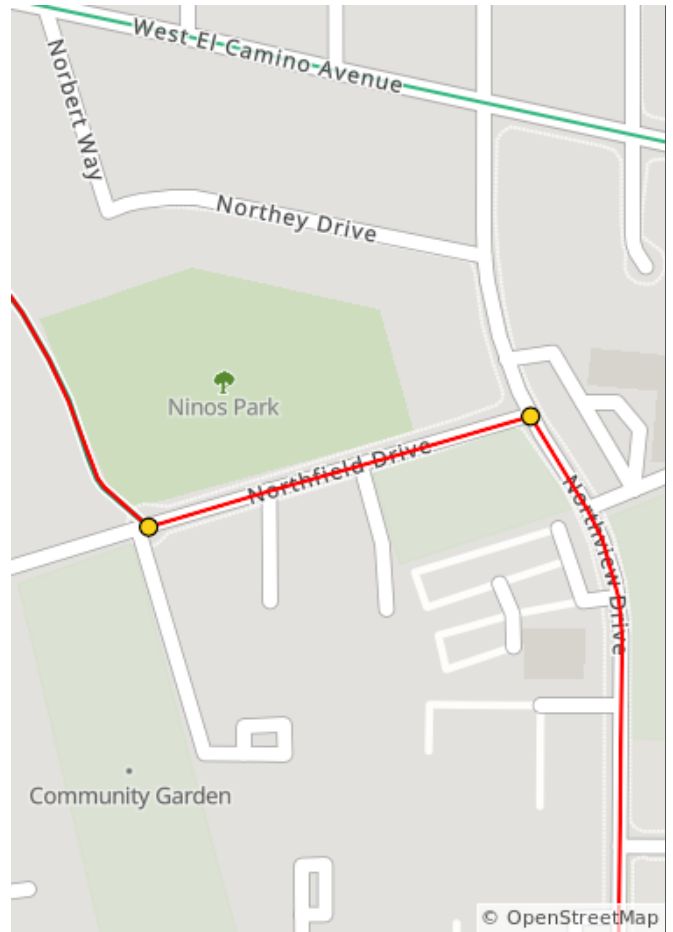 West El Camino Avenue
Norbert Way
Northey Drive
Ninos Park
Northfield Drive
Northview Drive
Community Garden
© OpenStreetMap